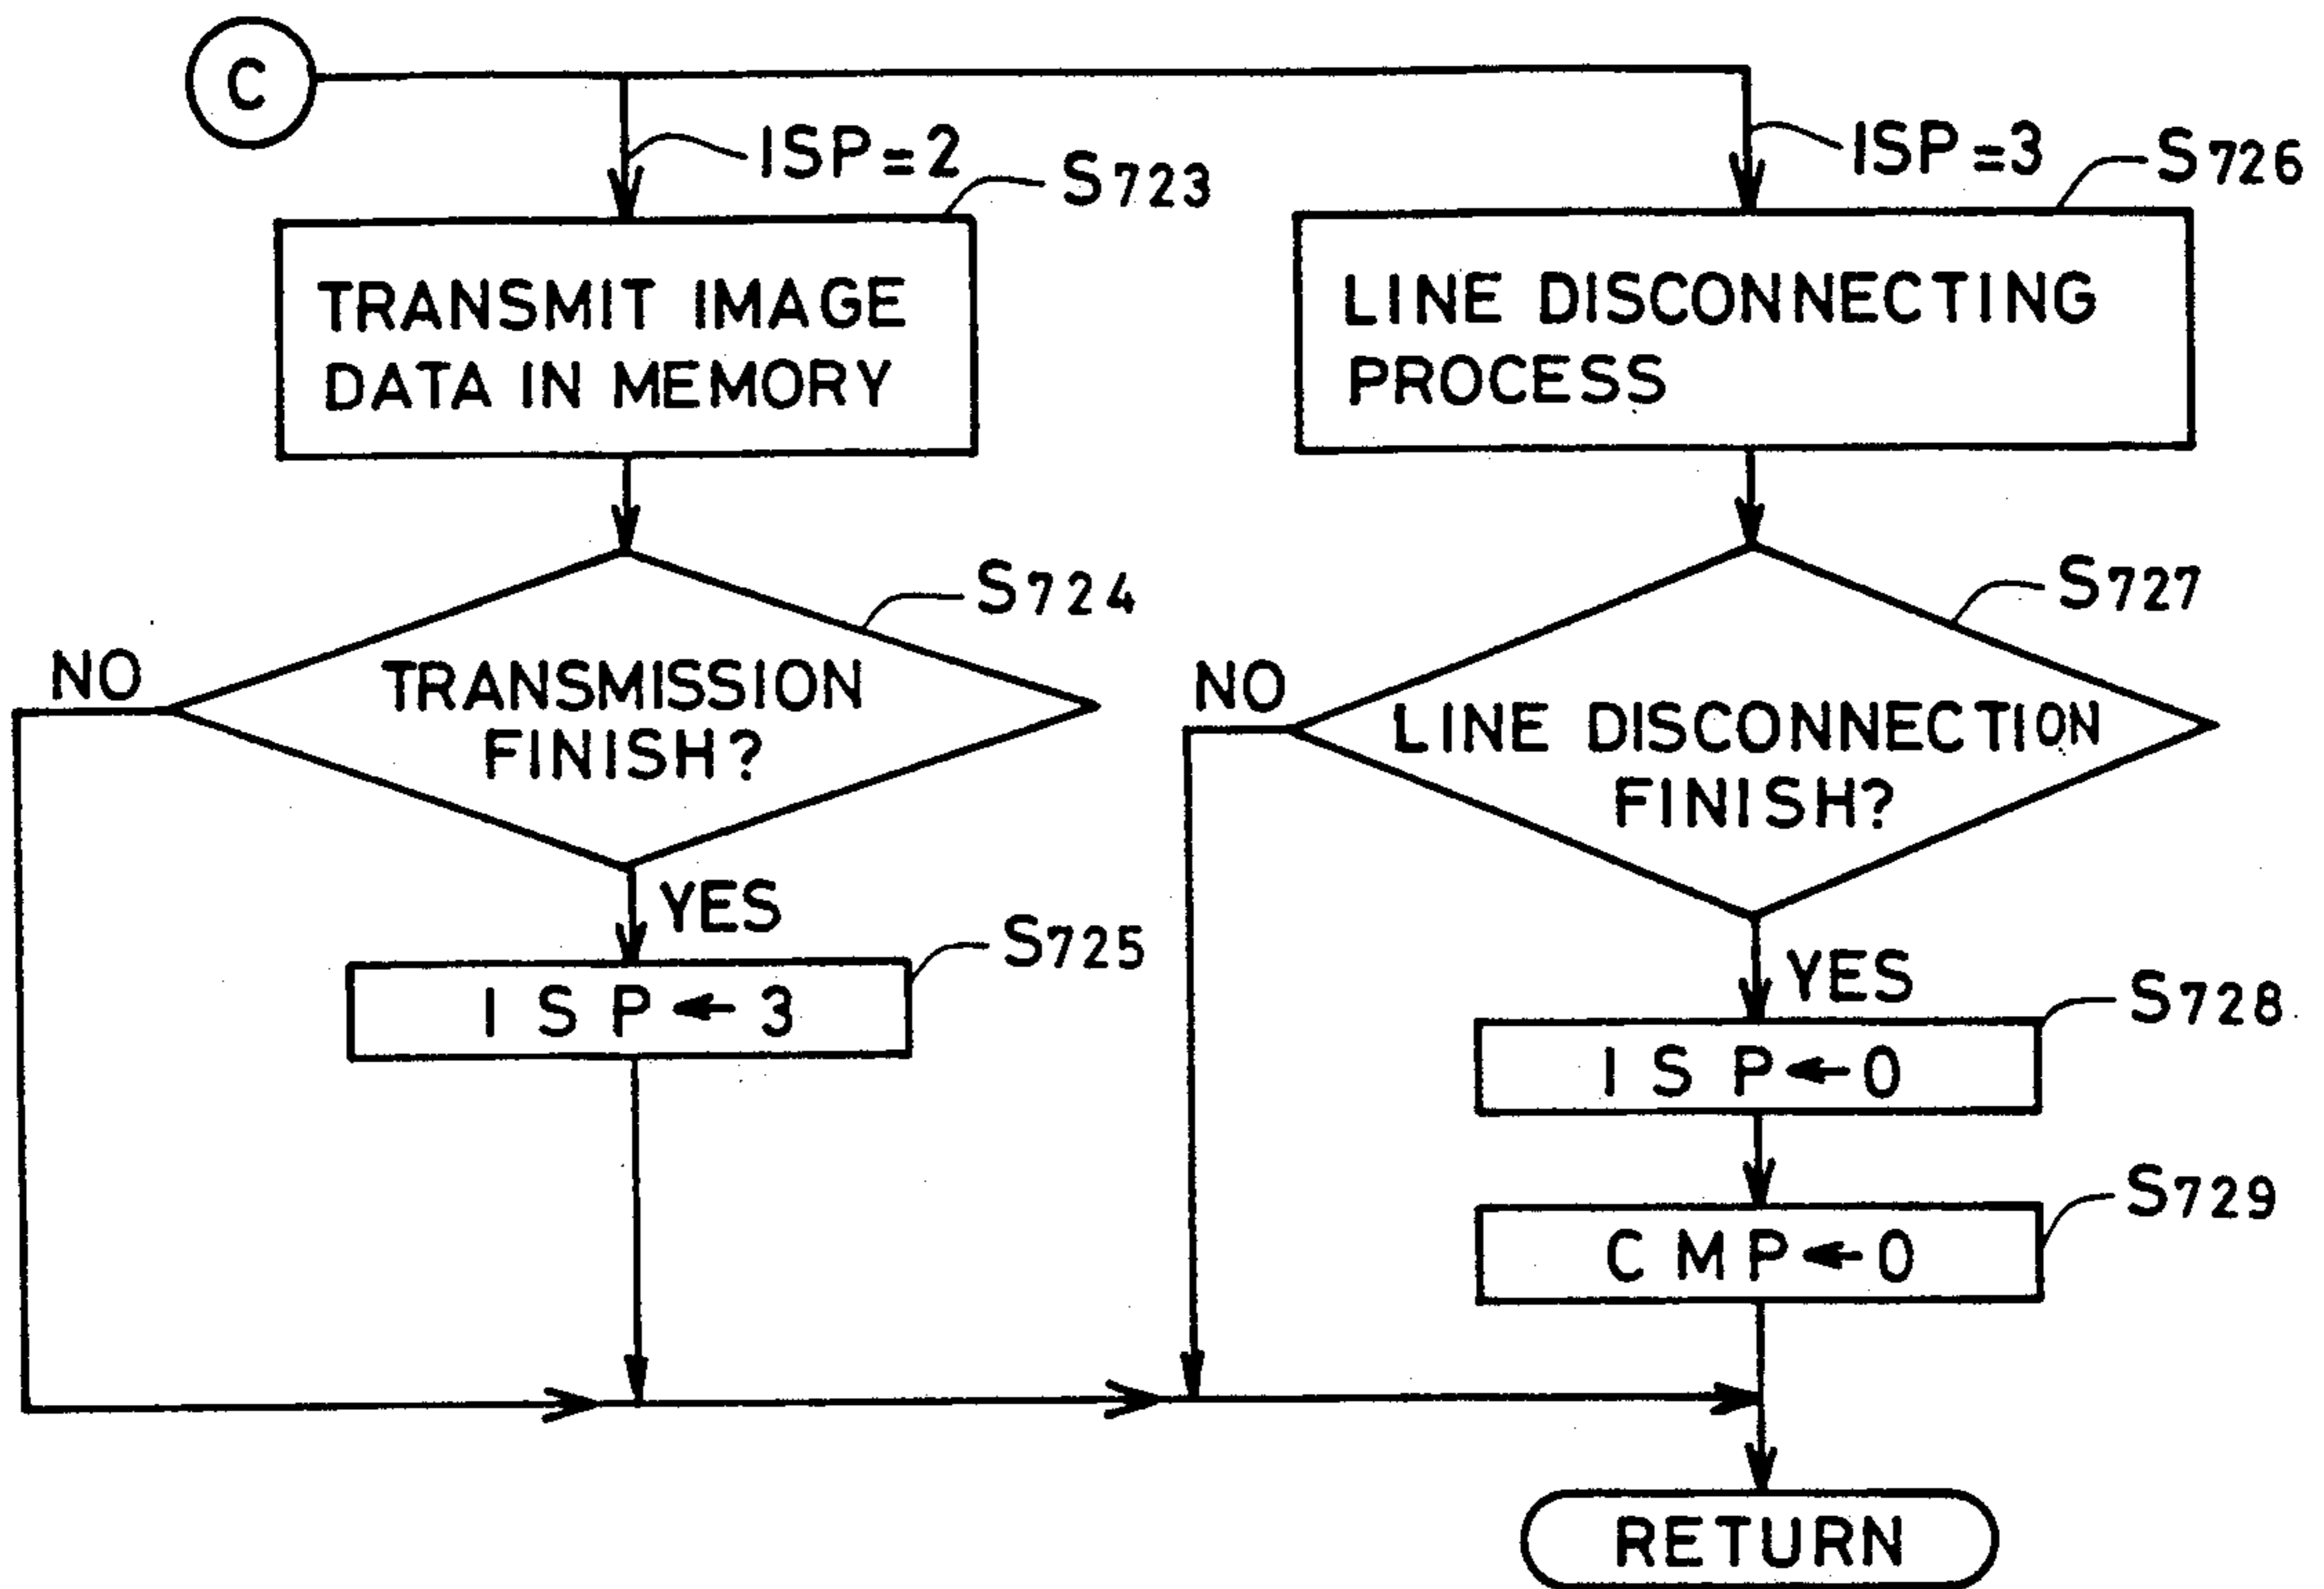 C
ISP=2
S723
TRANSMIT IMAGE
DATA IN MEMORY
S724
NO
TRANSMISSION
FINISH?
YES
S725
ISP←3
ISP=3
S726
LINE DISCONNECTING
PROCESS
S727
NO
LINE DISCONNECTION
FINISH?
YES
S728
ISP←0
S729
CMP←0
RETURN